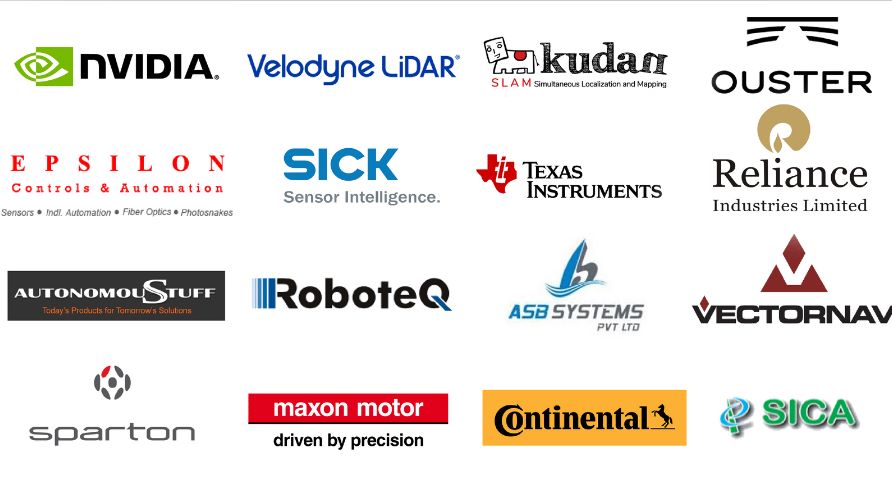 NVIDIA.®
Velodyne LiDAR®
kudan
SLAM Simultaneous Localization and Mapping
OUSTER
EPSILON
Controls & Automation
Sensors • Indl. Automation • Fiber Optics • Photosnakes
SICK
Sensor Intelligence.
TEXAS
INSTRUMENTS
Reliance
Industries Limited
AUTONOMOUSTUFF
Today's Products for Tomorrow's Solutions
RoboteQ
ASB SYSTEMS
PVT LTD
VECTORNAV
sparton
maxon motor
driven by precision
Continental
SICA